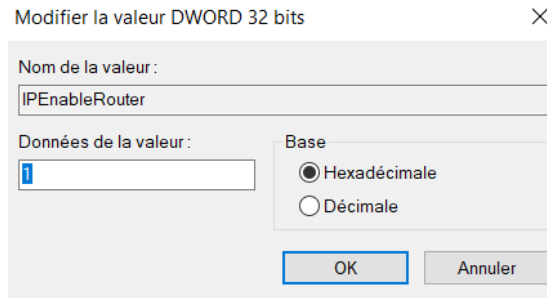 Modifier la valeur DWORD 32 bits
Nom de la valeur :
IPEnableRouter
Données de la valeur :
1
Base
Hexadécimale
Décimale
OK
Annuler